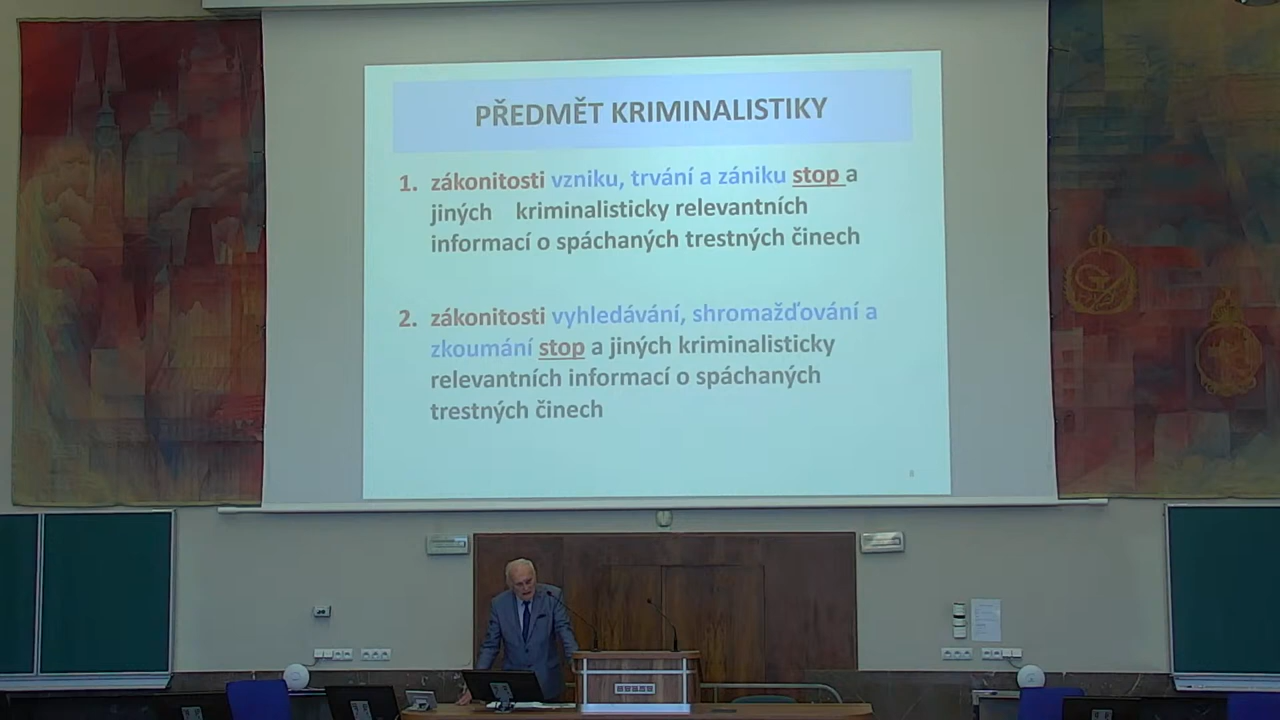 PŘEDMĚT KRIMINALISTIKY
1. zákonitosti vzniku, trvání a zániku stop a
jiných kriminalisticky relevantních
informací o spáchaných trestných činech
2. zákonitosti vyhledávání, shromažďování a
zkoumání stop a jiných kriminalisticky
relevantních informací o spáchaných
trestných činech
8